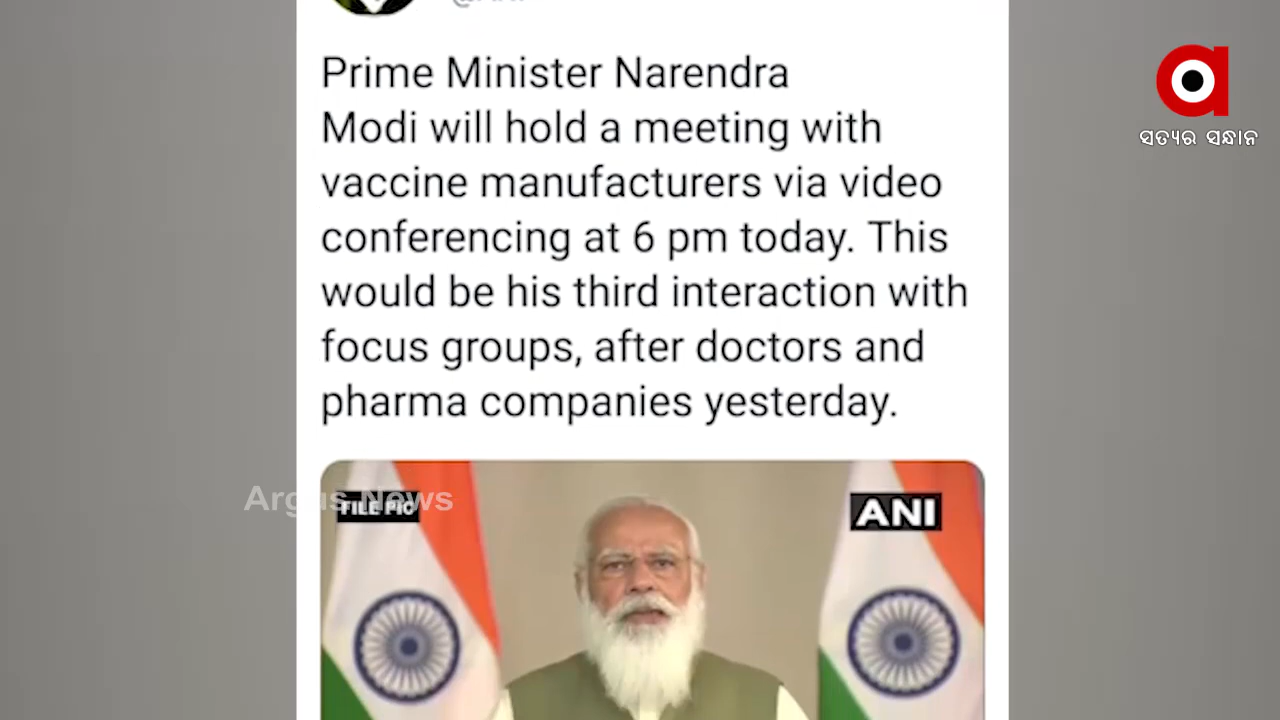 Prime Minister Narendra
Modi will hold a meeting with
vaccine manufacturers via video
conferencing at 6 pm today. This
would be his third interaction with
focus groups, after doctors and
pharma companies yesterday.
ସତ୍ୟର ସନ୍ଧାନ
Argus News
FILE PIC
ANI